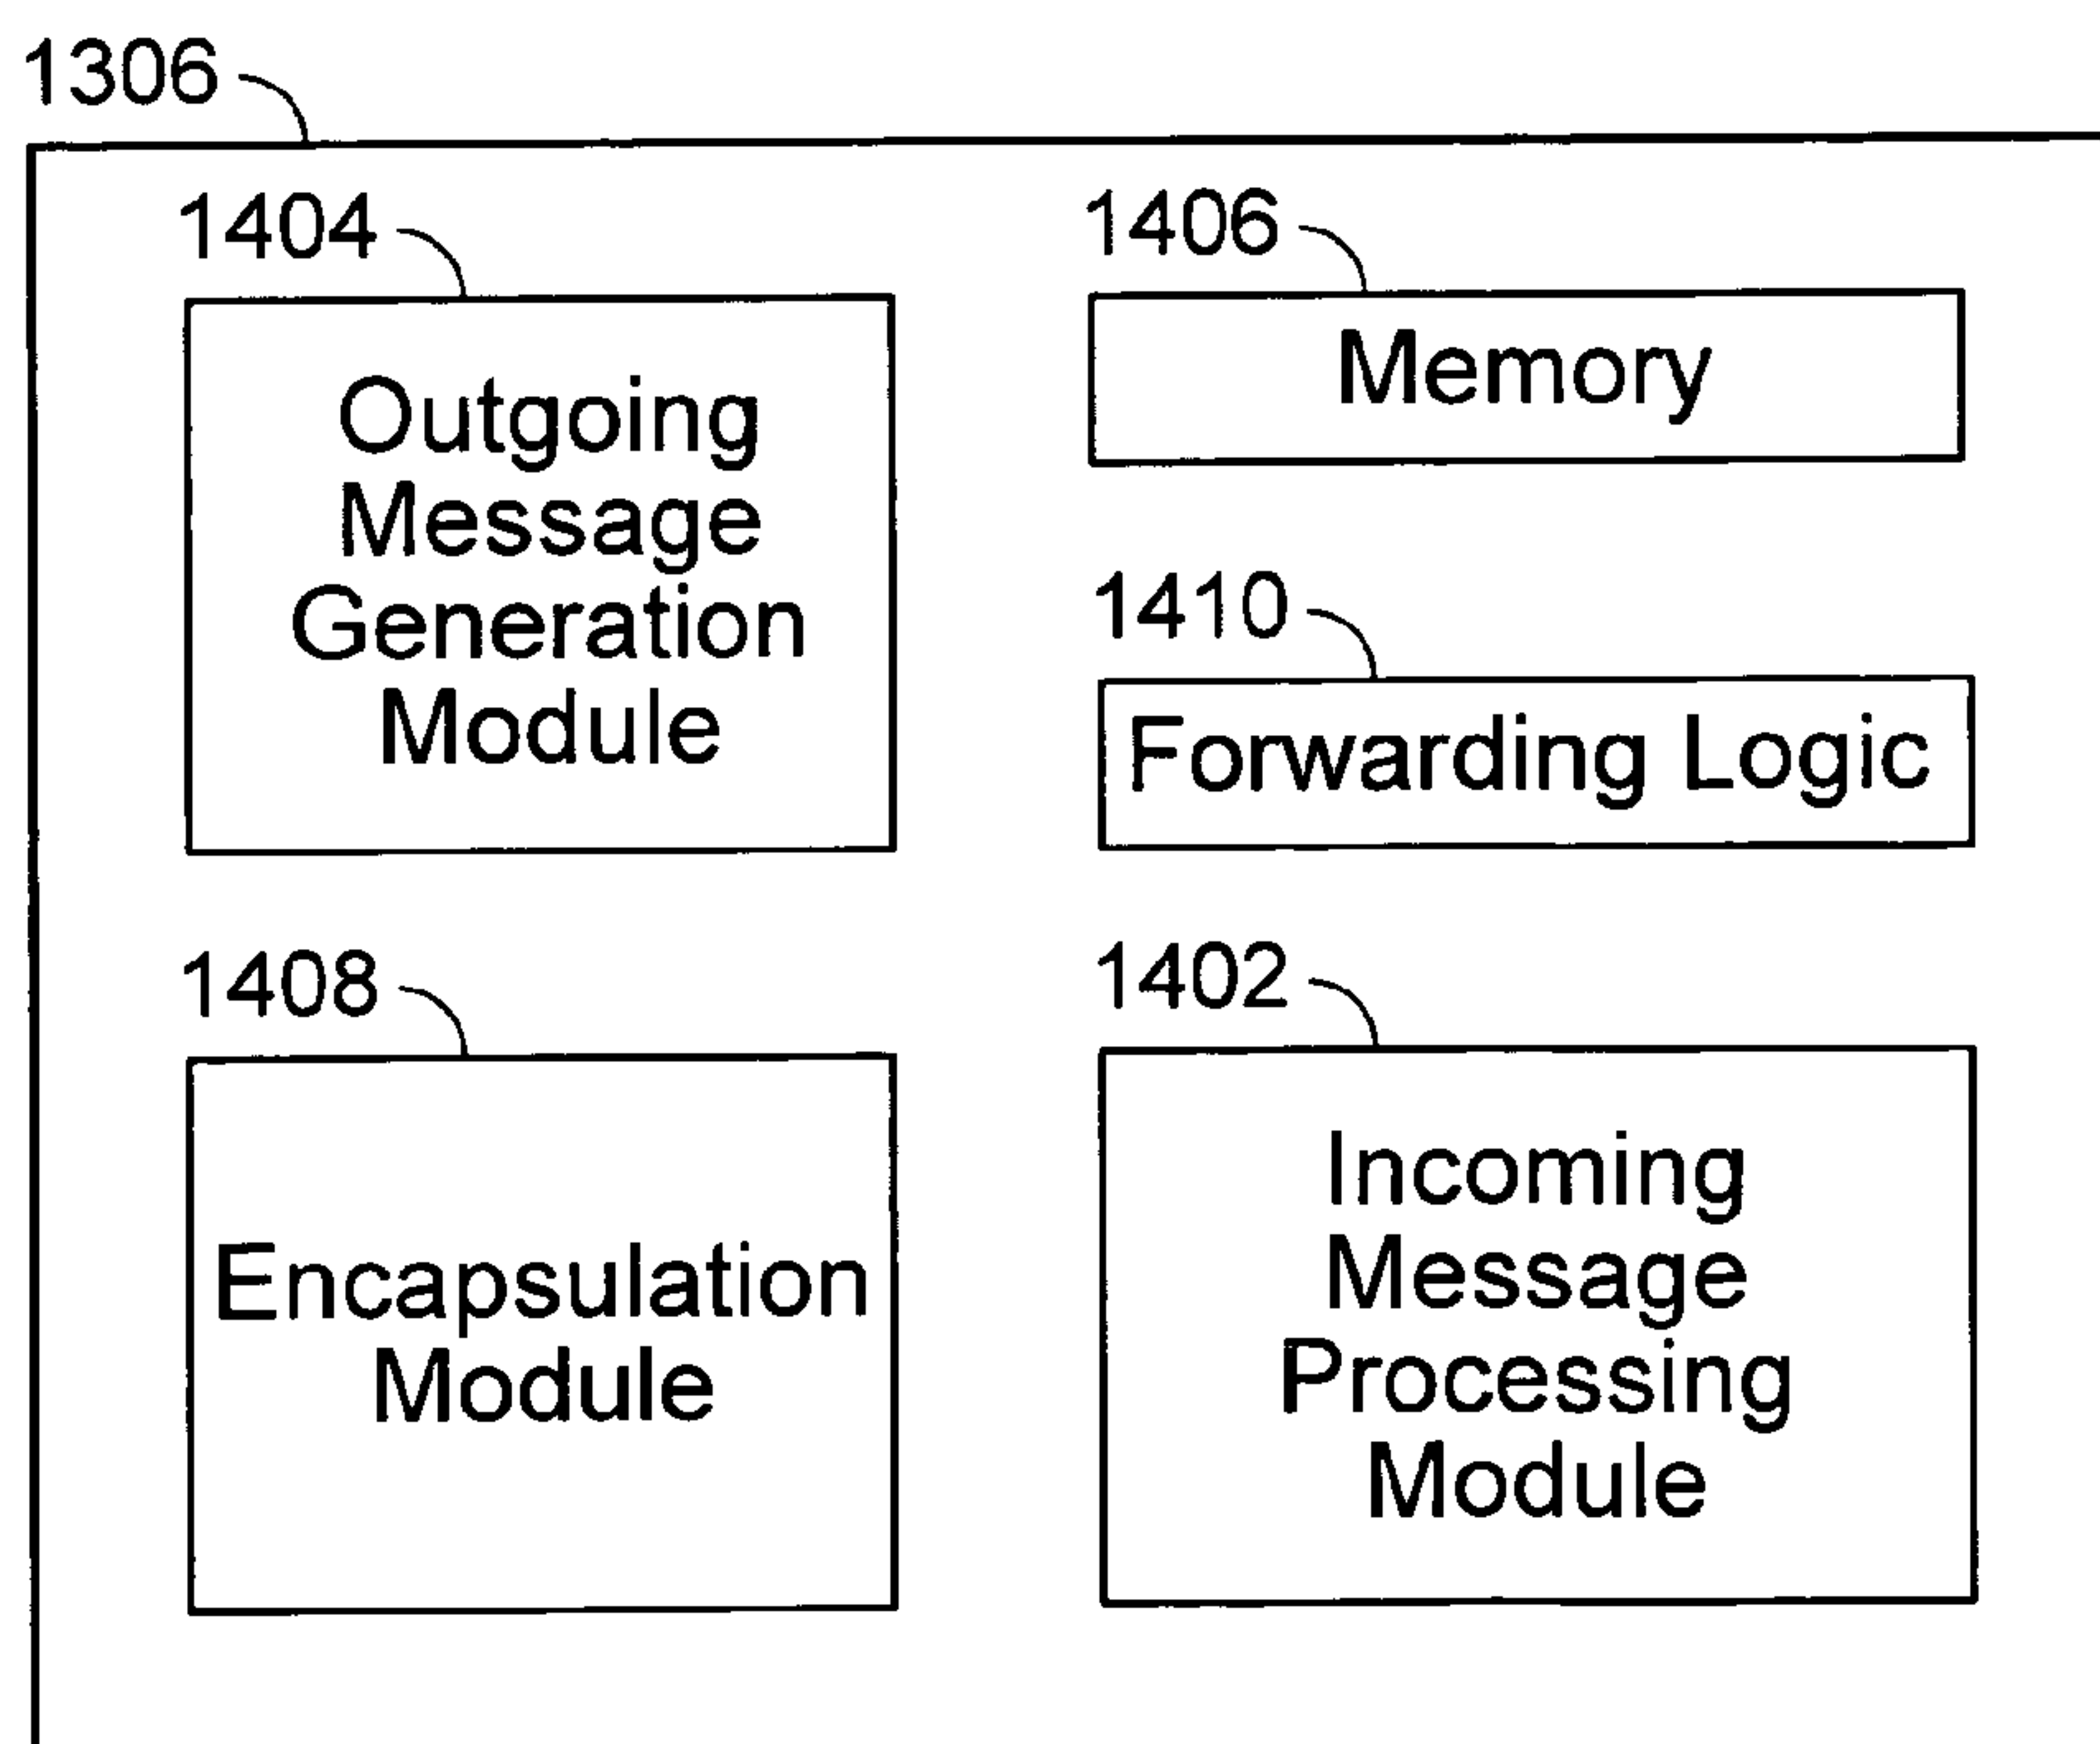 1306
1404
Outgoing
Message
Generation
Module
1406
Memory
1410
Forwarding Logic
1408
Encapsulation
Module
1402
Incoming
Message
Processing
Module